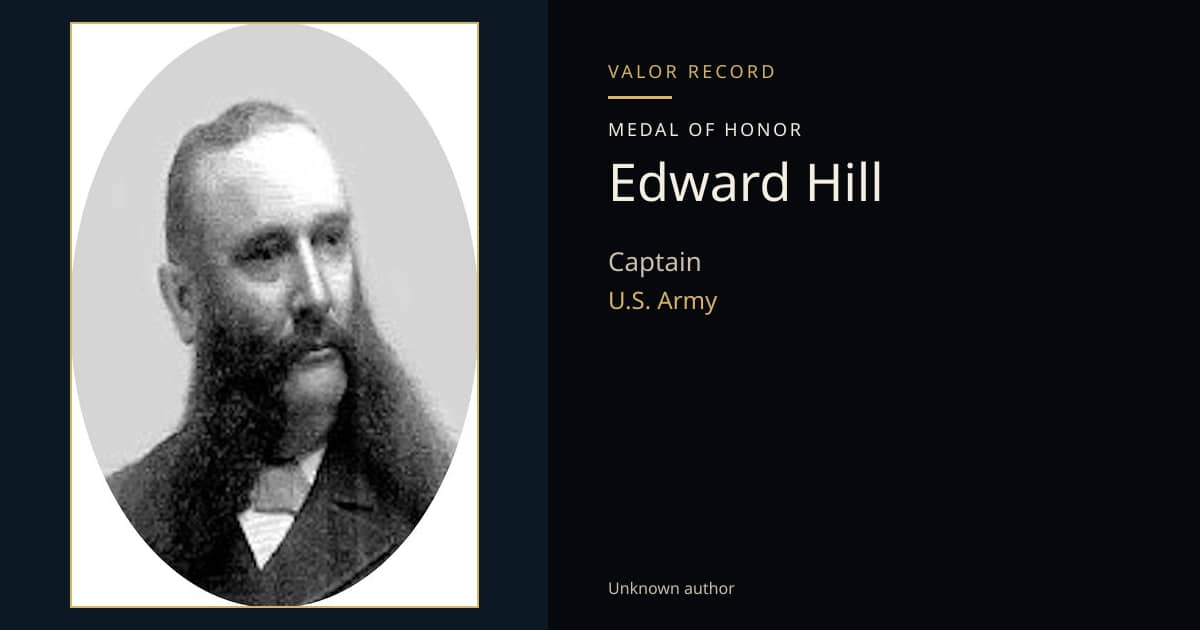 VALOR RECORD
MEDAL OF HONOR
Edward Hill
Captain
U.S. Army
Unknown author